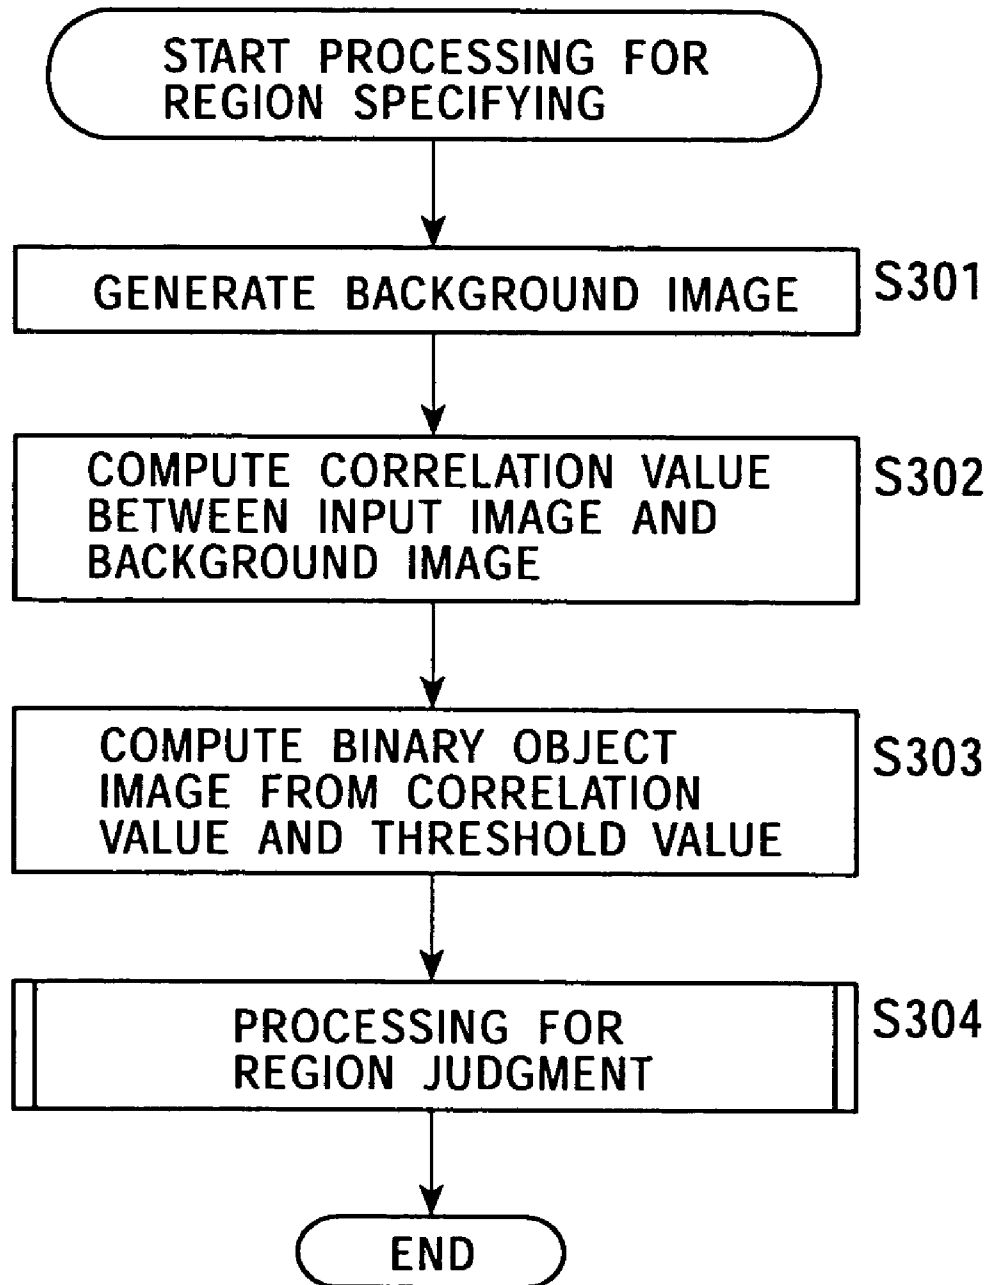 START PROCESSING FOR
REGION SPECIFYING
GENERATE BACKGROUND IMAGE
S301
COMPUTE CORRELATION VALUE
BETWEEN INPUT IMAGE AND
BACKGROUND IMAGE
S302
COMPUTE BINARY OBJECT
IMAGE FROM CORRELATION
VALUE AND THRESHOLD VALUE
S303
PROCESSING FOR
REGION JUDGMENT
S304
END